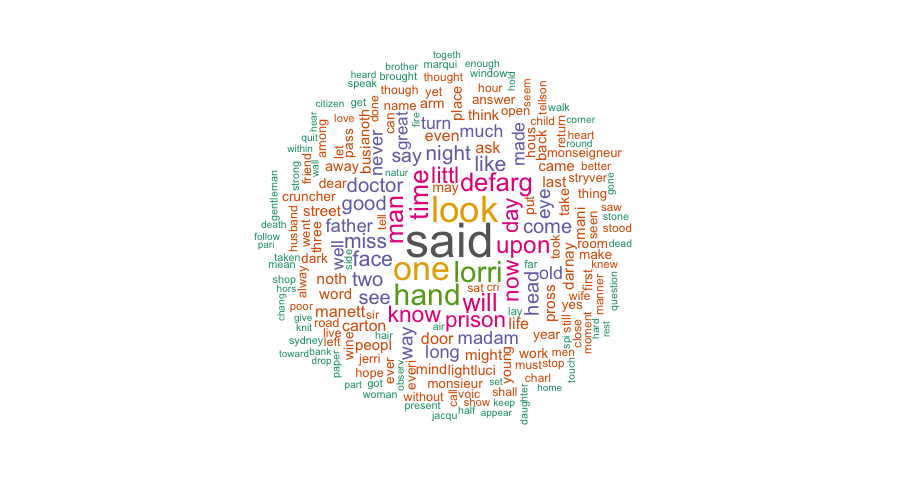 togeth
brother marqui enough
heard brought thought window hold
speak though yet hour seem
citizen get done name arm place answer tellson
hear love can great turn think open walk
quit among let pass busi anoth never even much made hous child return corner
within friend say night like ask back heart round
strong wall away natur monseigneur
gentleman dear doctor man time littl defarg came better
cruncher good tell may look day eye last stryver gone
death husband street father put take thing saw
follow went three miss said upon come mani seen stone
pari well side face took room stood dead
taken dark one lorri far old darnay make
mean alway noth two hand now head first knew
shop word see sat cri will pross wife question
hors poor manett sir know prison lay life yes manner
chang give road carton air madam year still
knit live peopl hair way door might work spi close hard
sydney left wine jerri long young men moment rest
toward bank paper hope ever observ everi mind light luci must stop
drop part got monsieur set charl touch
woman without call voic shall home
present show keep daughter
jacqu half appear